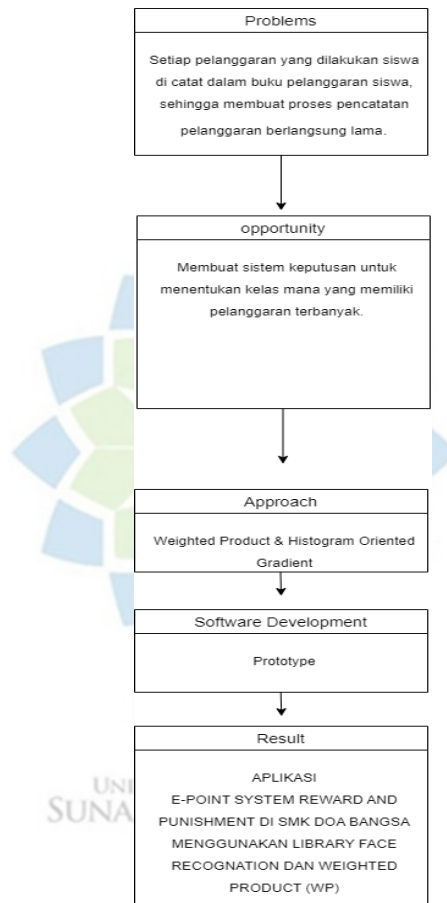 Problems
Setiap pelanggaran yang dilakukan siswa
di catat dalam buku pelanggaran siswa,
sehingga membuat proses pencatatan
pelanggaran berlangsung lama.
opportunity
Membuat sistem keputusan untuk
menentukan kelas mana yang memiliki
pelanggaran terbanyak.
Approach
Weighted Product & Histogram Oriented
Gradient
Software Development
Prototype
Result
APLIKASI
E-POINT SYSTEM REWARD AND
PUNISHMENT DI SMK DOA BANGSA
MENGGUNAKAN LIBRARY FACE
RECOGNATION DAN WEIGHTED
PRODUCT (WP)